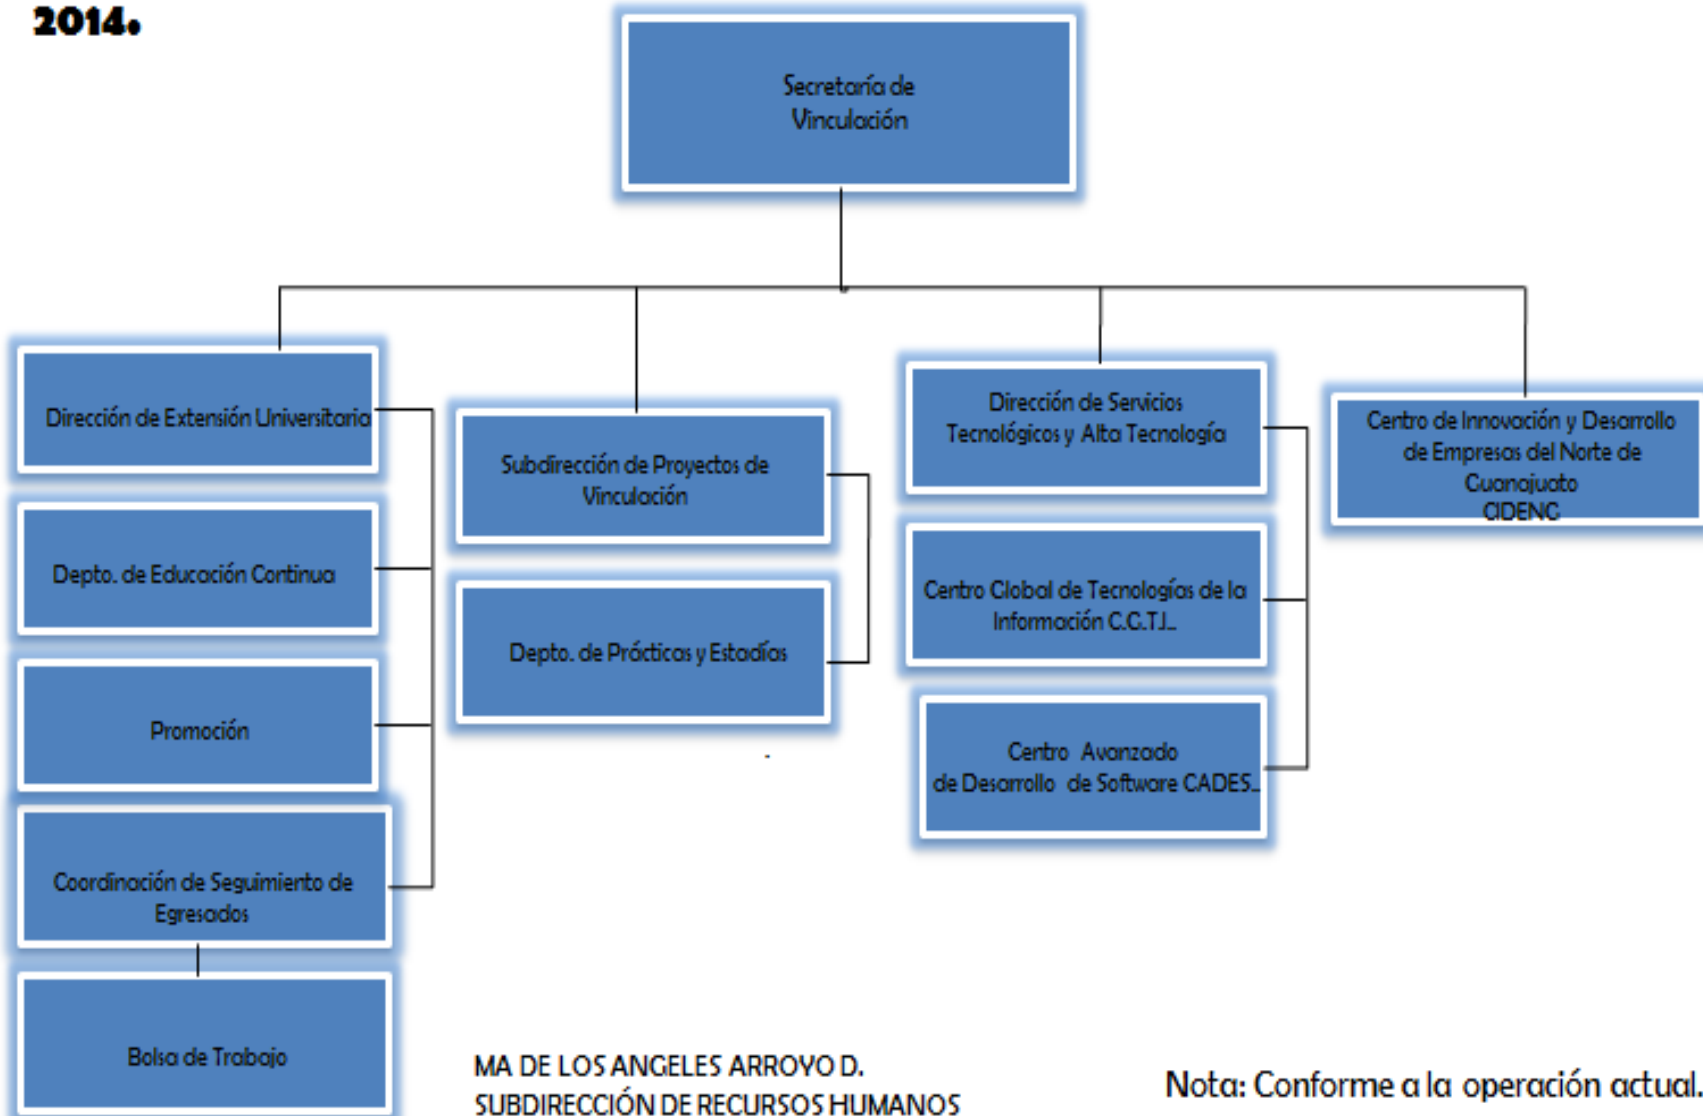 2014.
Secretaría de
Vinculación
Dirección de Extensión Universitaria
Depto. de Educación Continua
Promoción
Coordinación de Seguimiento de
Egresados
Bolsa de Trabajo
Subdirección de Proyectos de
Vinculación
Depto. de Prácticas y Estadías
Dirección de Servicios
Tecnológicos y Alta Tecnología
Centro Global de Tecnologías de la
Información C.G.T.I..
Centro Avanzado
de Desarrollo de Software CADES..
Centro de Innovación y Desarrollo
de Empresas del Norte de
Guanajuato
CIDENG
MA DE LOS ANGELES ARROYO D.
SUBDIRECCIÓN DE RECURSOS HUMANOS
Nota: Conforme a la operación actual.